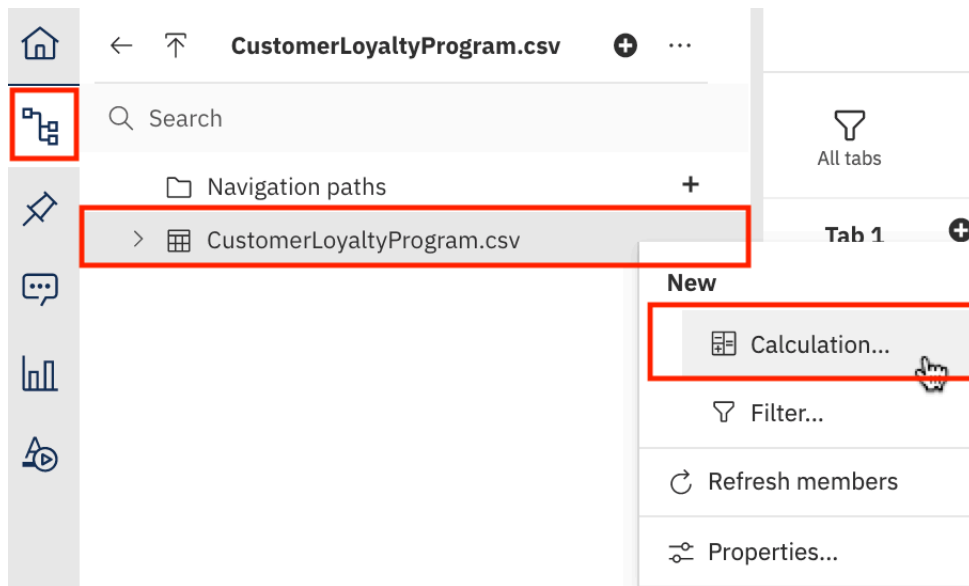 CustomerLoyaltyProgram.csv
Search
All tabs
Navigation paths
CustomerLoyaltyProgram.csv
Tab 1
New
Calculation...
Filter...
Refresh members
Properties...